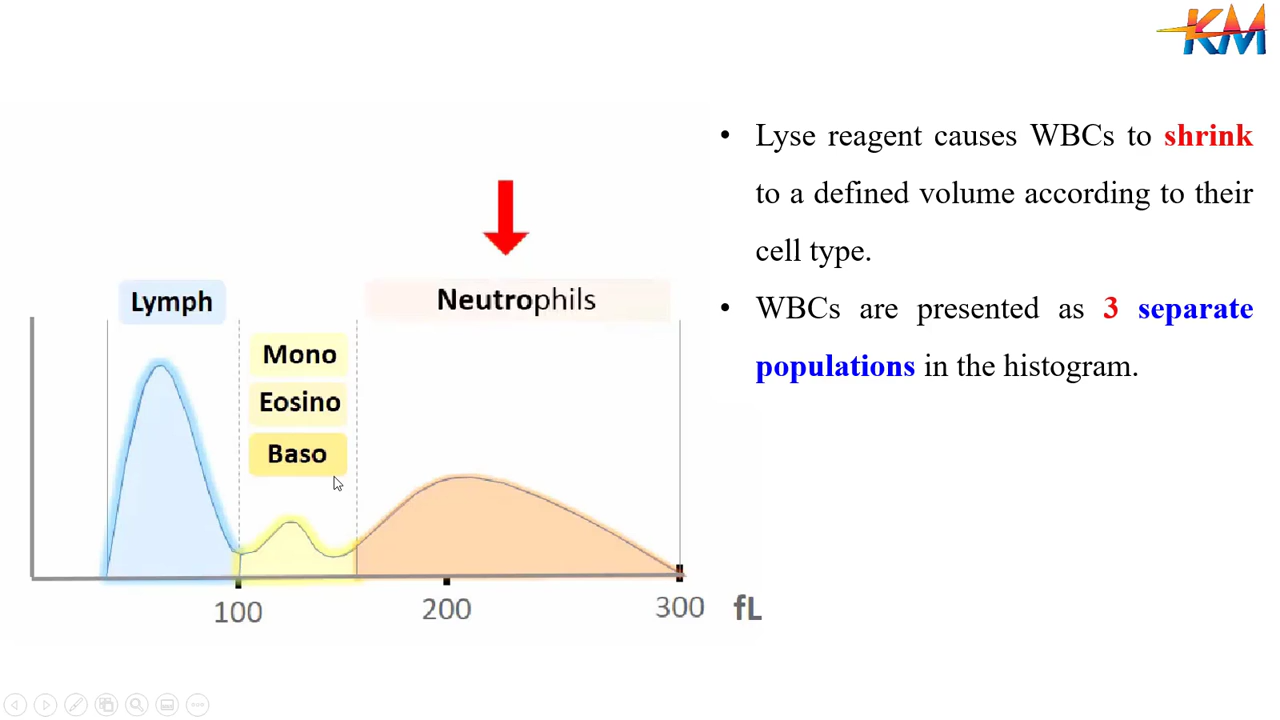 KM
• Lyse reagent causes WBCs to shrink
to a defined volume according to their
cell type.
• WBCs are presented as 3 separate
populations in the histogram.
Lymph
Neutrophils
Mono
Eosino
Baso
100
200
300
fL